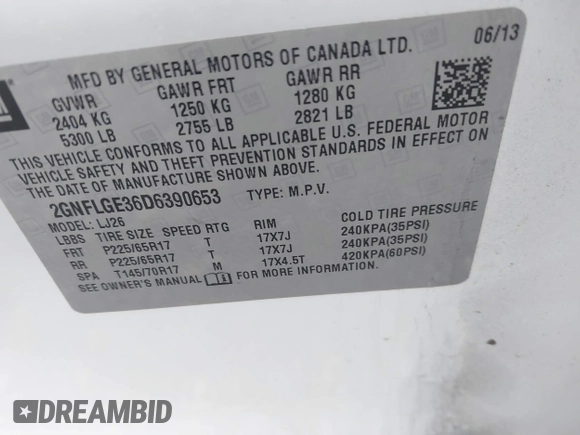 GM
06/13
MFD BY GENERAL MOTORS OF CANADA LTD.
GVWR GAWR FRT GAWR RR
2404 KG 1250 KG 1280 KG
5300 LB 2755 LB 2821 LB
THIS VEHICLE CONFORMS TO ALL APPLICABLE U.S. FEDERAL MOTOR
VEHICLE SAFETY AND THEFT PREVENTION STANDARDS IN EFFECT ON
THE DATE OF MANUFACTURE SHOWN ABOVE.
2GNFLGE36D6390653 TYPE: M.P.V.
MODEL: LJ26
LBBS TIRE SIZE SPEED RTG RIM COLD TIRE PRESSURE
FRT P225/65R17 T 17X7J 240KPA(35PSI)
RR P225/65R17 T 17X7J 240KPA(35PSI)
SPA T145/70R17 M 17X4.5T 420KPA(60PSI)
SEE OWNER'S MANUAL FOR MORE INFORMATION.
DREAMBID